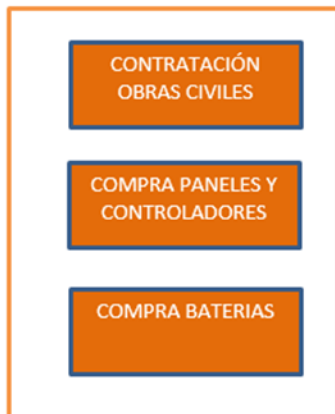 CONTRATACIÓN
OBRAS CIVILES
COMPRA PANELES Y
CONTROLADORES
COMPRA BATERIAS